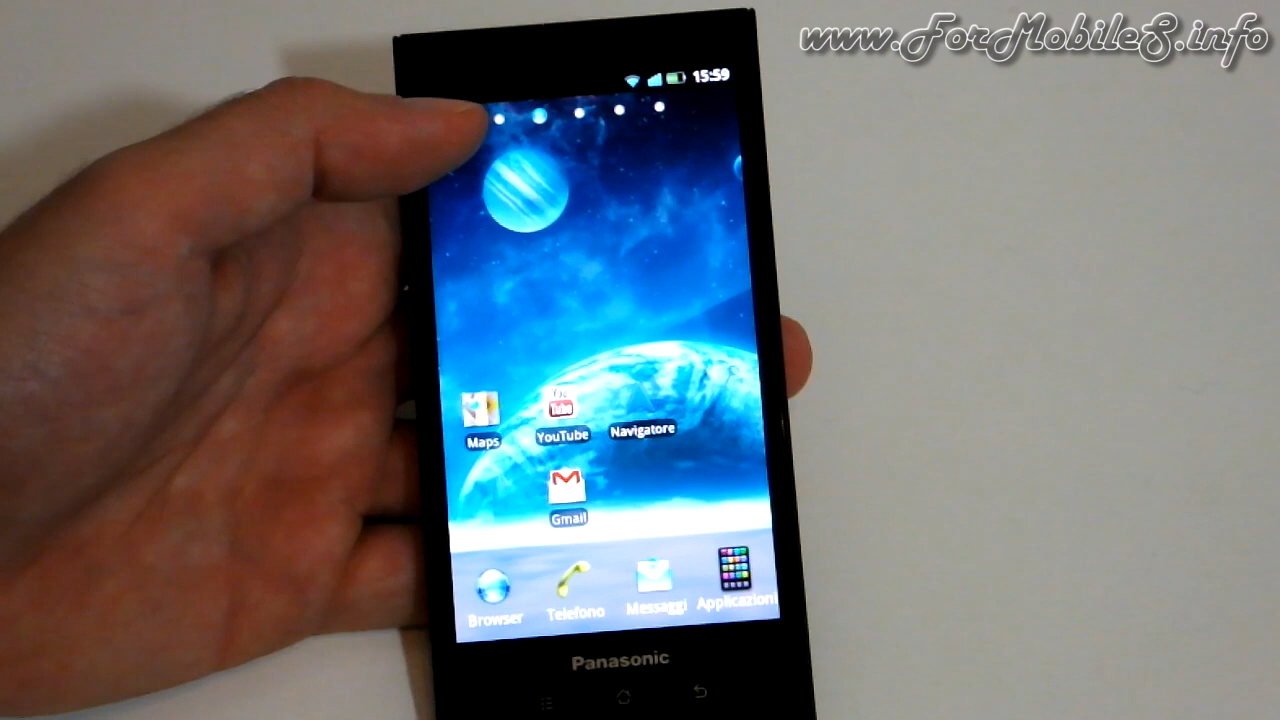 www.ForMobileS.info
15:59
Maps
YouTube
Navigatore
Gmail
Browser
Telefono
Messaggi
Applicazioni
Panasonic